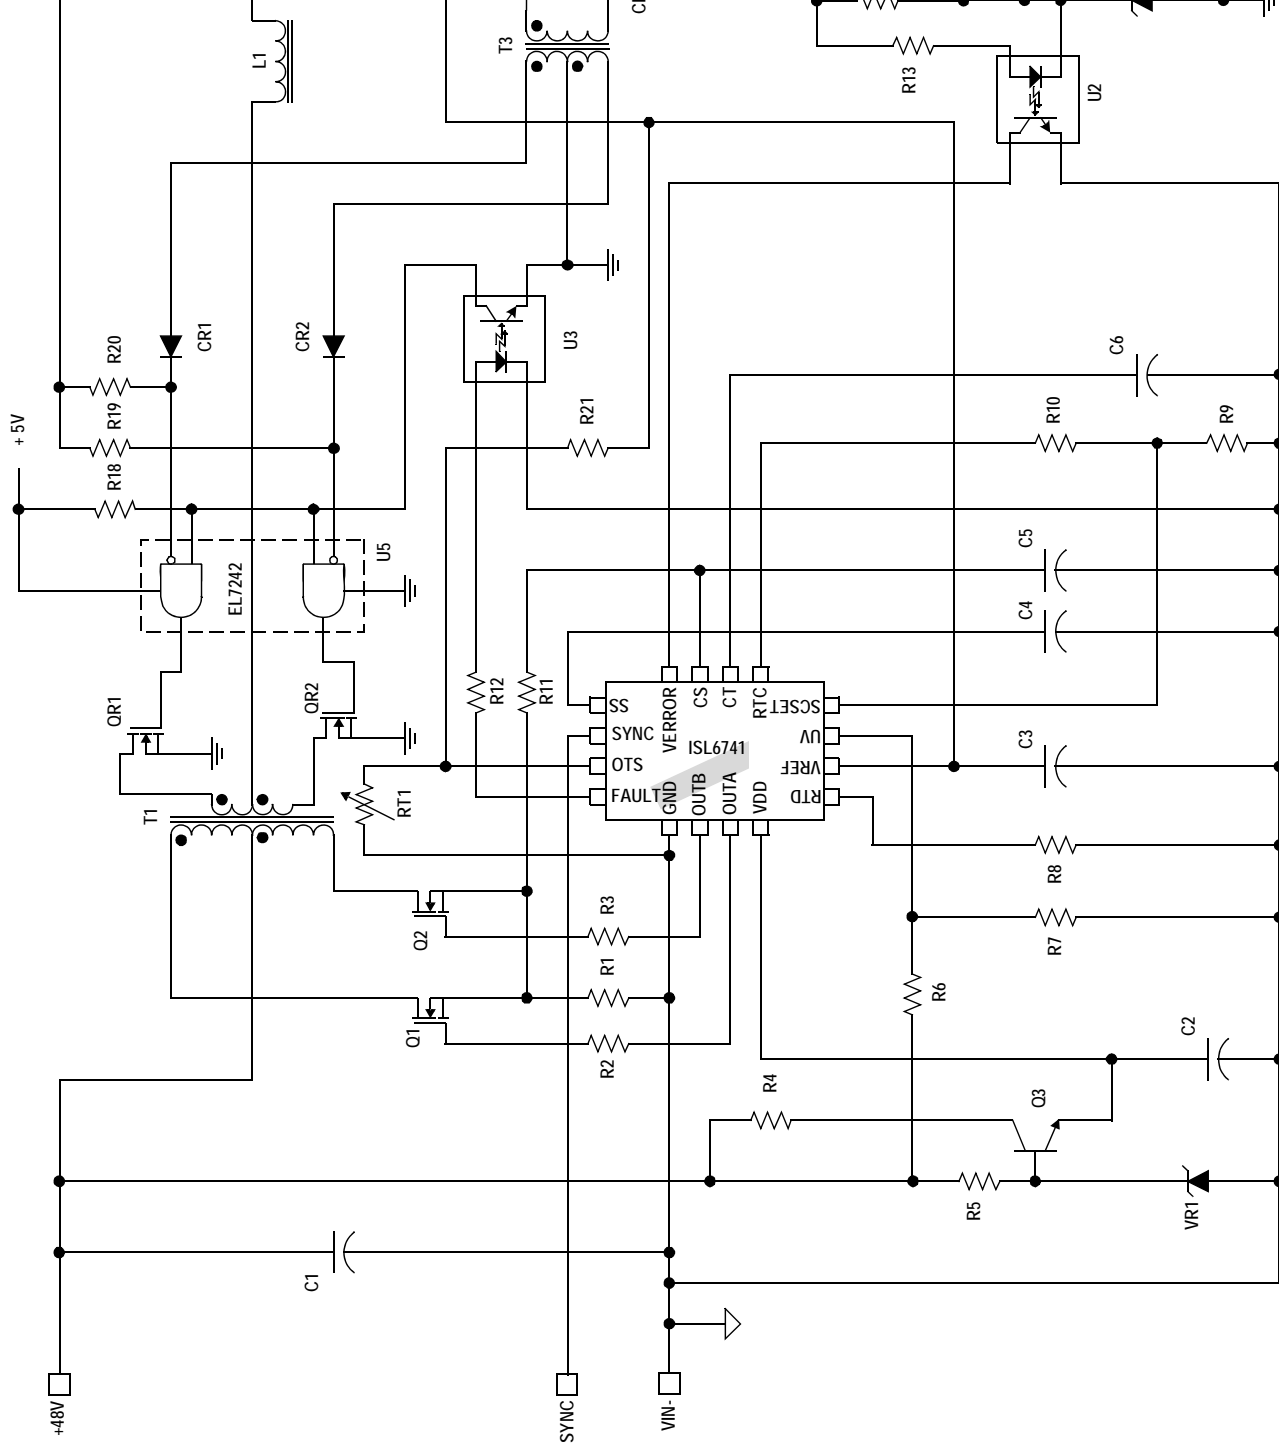 L1
T3
R13
U2
+ 5V
R20
CR1
CR2
U3
C6
R19
R21
R10
R9
R18
EL7242
U5
C5
C4
QR1
QR2
R12
R11
SS
SYNC
OTS
FAULT
VERROR
CS
CT
RTC
ISL6741
SCSET
UV
VREF
RTD
GND
OUTB
OUTA
VDD
C3
T1
RT1
R8
Q2
R3
R7
Q1
R1
R6
R2
R4
C2
Q3
R5
VR1
C1
+48V
SYNC
VIN-